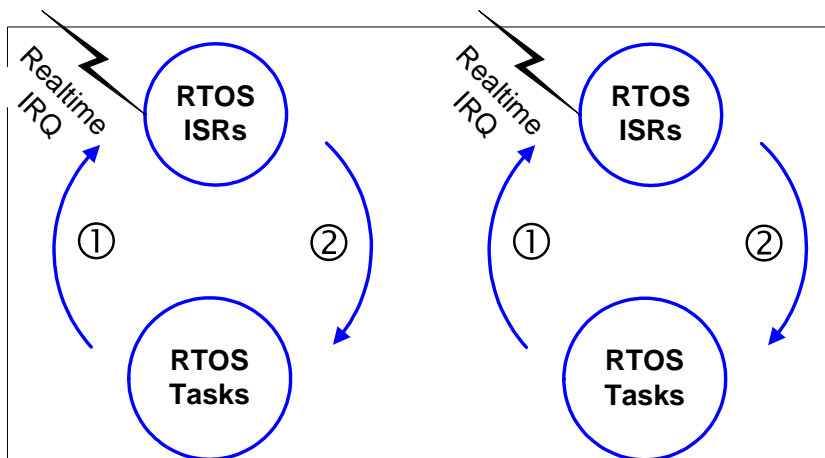 Realtime
IRQ
RTOS
ISRs
①
②
RTOS
Tasks
Realtime
IRQ
RTOS
ISRs
①
②
RTOS
Tasks